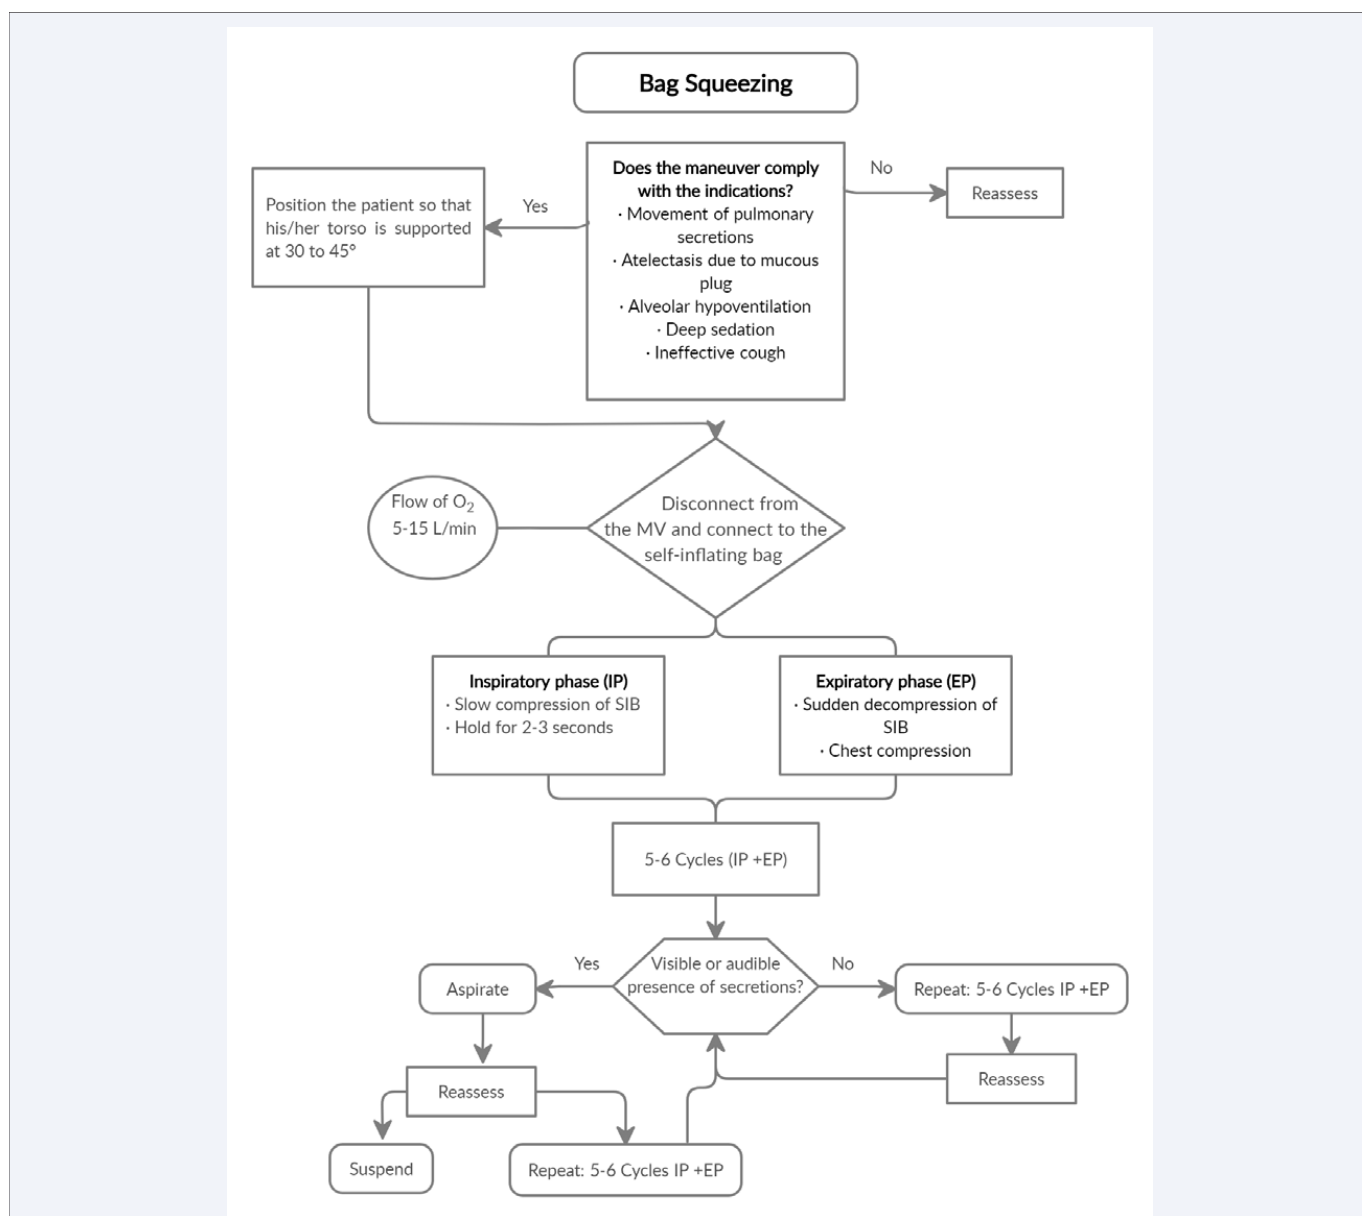 Bag Squeezing
Does the maneuver comply
with the indications?
· Movement of pulmonary
secretions
· Atelectasis due to mucous
plug
· Alveolar hypoventilation
· Deep sedation
· Ineffective cough
No
Reassess
Yes
Position the patient so that
his/her torso is supported
at 30 to 45°
Flow of O₂
5-15 L/min
Disconnect from
the MV and connect to the
self-inflating bag
Inspiratory phase (IP)
· Slow compression of SIB
· Hold for 2-3 seconds
Expiratory phase (EP)
· Sudden decompression of
SIB
· Chest compression
5-6 Cycles (IP +EP)
Visible or audible
presence of secretions?
Yes
Aspirate
Reassess
Suspend
Repeat: 5-6 Cycles IP +EP
No
Repeat: 5-6 Cycles IP +EP
Reassess